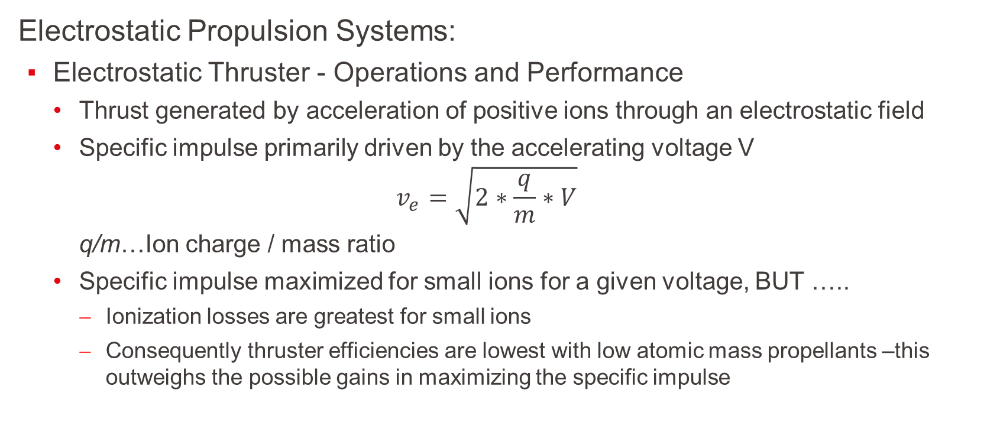 Electrostatic Propulsion Systems:
▪ Electrostatic Thruster - Operations and Performance
• Thrust generated by acceleration of positive ions through an electrostatic field
• Specific impulse primarily driven by the accelerating voltage V
v_e = √(2 * q/m * V)
q/m…Ion charge / mass ratio
• Specific impulse maximized for small ions for a given voltage, BUT …..
– Ionization losses are greatest for small ions
– Consequently thruster efficiencies are lowest with low atomic mass propellants –this
outweighs the possible gains in maximizing the specific impulse